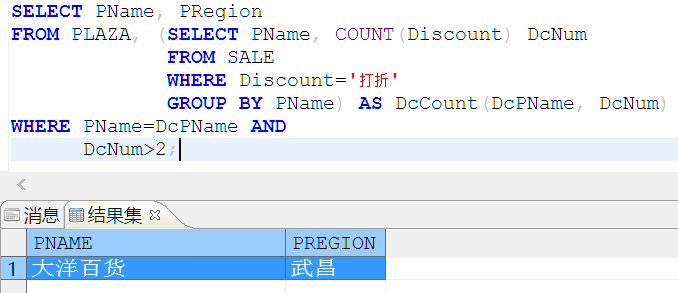 SELECT PName, PRegion
FROM PLAZA, (SELECT PName, COUNT(Discount) DcNum
FROM SALE
WHERE Discount='打折'
GROUP BY PName) AS DcCount(DcPName, DcNum)
WHERE PName=DcPName AND
DcNum>2;
消息 结果集
PNAME PREGION
1 大洋百货 武昌